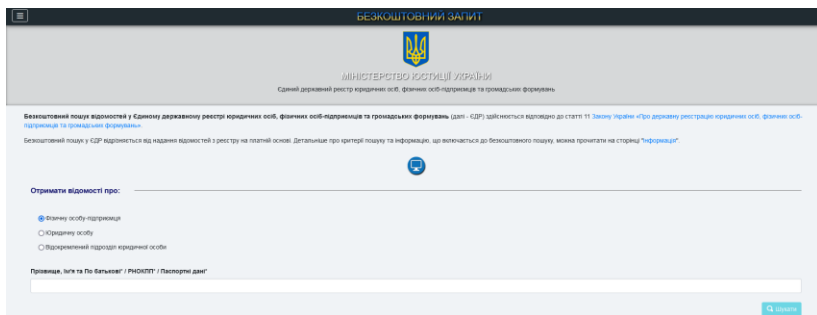 БЕЗКОШТОВНИЙ ЗАПИТ
МІНІСТЕРСТВО ЮСТИЦІЇ УКРАЇНИ
Єдиний державний реєстр юридичних осіб, фізичних осіб-підприємців та громадських формувань
Безкоштовний пошук відомостей у Єдиному державному реєстрі юридичних осіб, фізичних осіб-підприємців та громадських формувань (далі - ЄДР) здійснюється відповідно до статті 11 Закону України «Про державну реєстрацію юридичних осіб, фізичних осіб-
підприємців та громадських формувань».
Безкоштовний пошук у ЄДР відрізняється від надання відомостей з реєстру на платній основі. Детальніше про критерії пошуку та інформацію, що включається до безкоштовного пошуку, можна прочитати на сторінці "Інформація".
Отримати відомості про:
Фізичну особу-підприємця
Юридичну особу
Відокремлений підрозділ юридичної особи
Прізвище, Ім'я та По батькові* / РНОКПП* / Паспортні дані*
Шукати